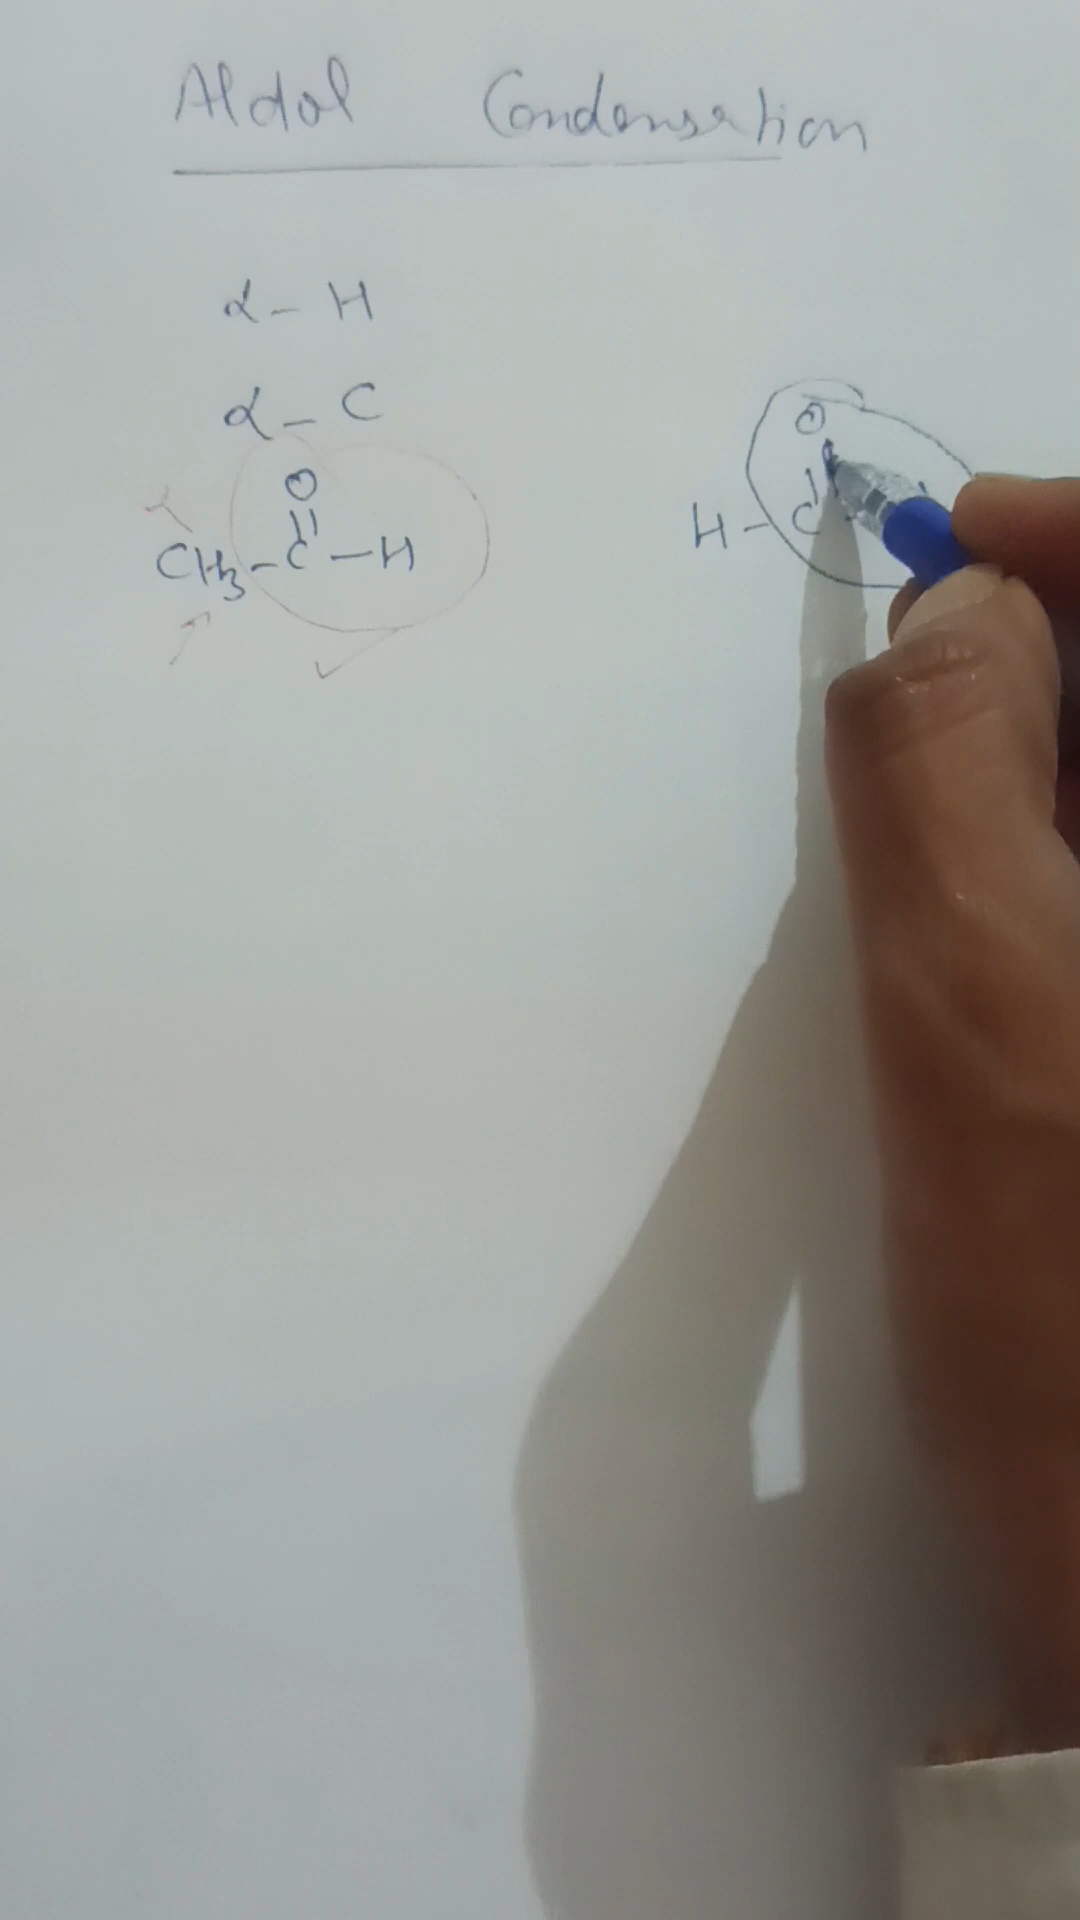 Aldol Condensation
α - H
α - C
O
||
CH3 - C - H
O
||
H - C -